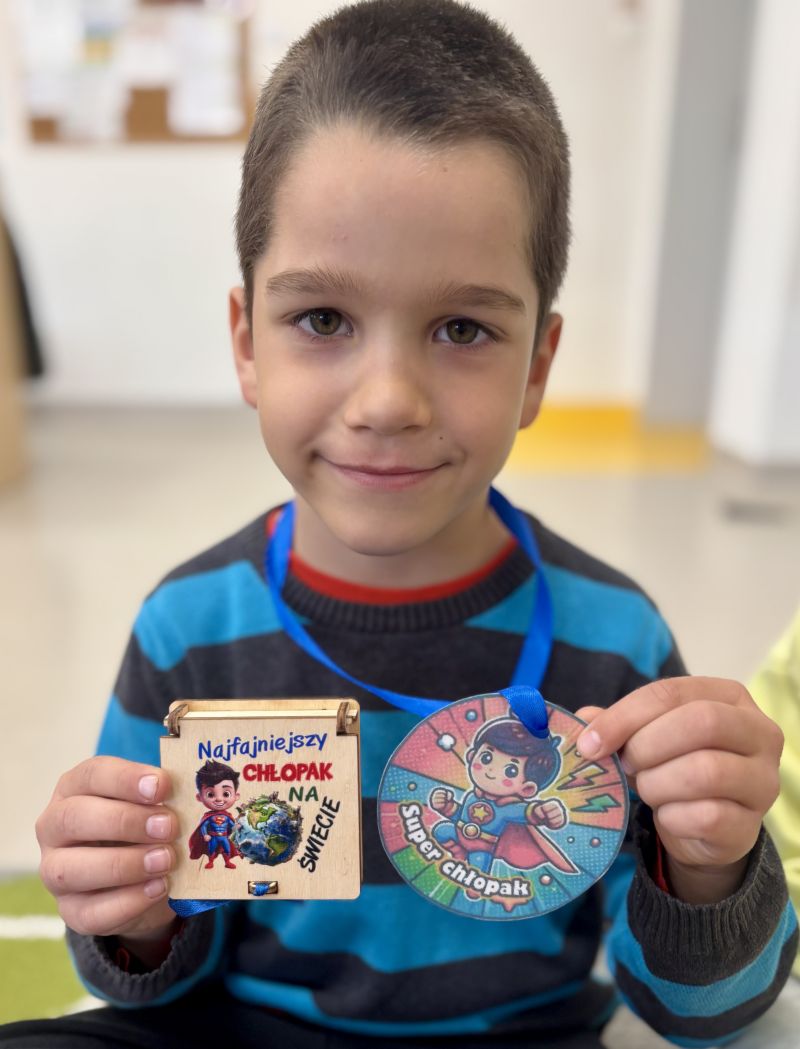 Najfajniejszy
CHŁOPAK
NA
ŚWIECIE
Super chłopak